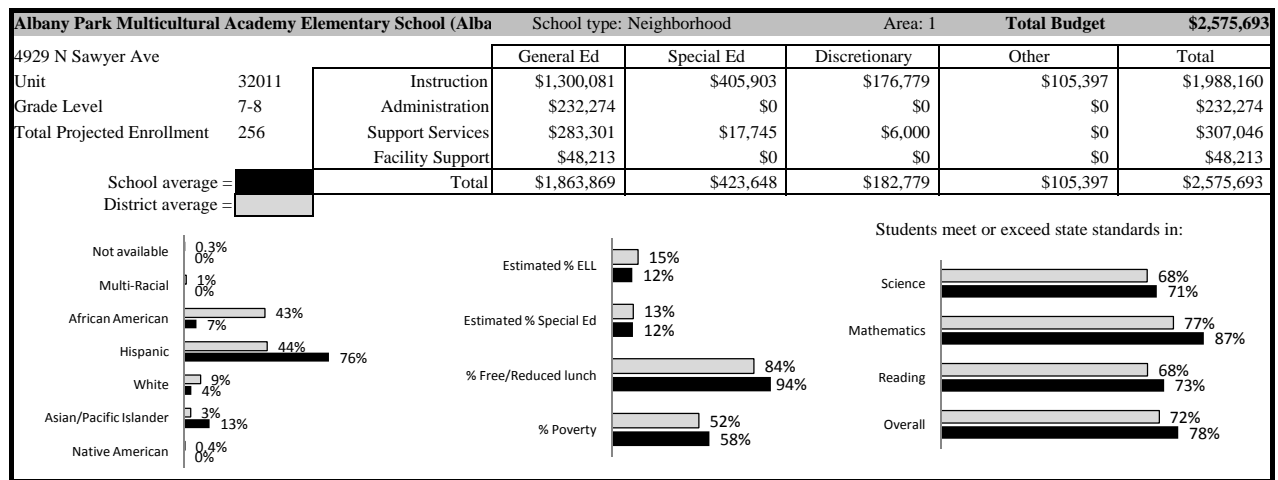 Albany Park Multicultural Academy Elementary School (Alba School type: Neighborhood Area: 1 Total Budget $2,575,693
4929 N Sawyer Ave General Ed Special Ed Discretionary Other Total
Unit 32011 Instruction $1,300,081 $405,903 $176,779 $105,397 $1,988,160
Grade Level 7-8 Administration $232,274 $0 $0 $0 $232,274
Total Projected Enrollment 256 Support Services $283,301 $17,745 $6,000 $0 $307,046
Facility Support $48,213 $0 $0 $0 $48,213
School average = Total $1,863,869 $423,648 $182,779 $105,397 $2,575,693
District average =
Not available 0.3%
0%
Multi-Racial 1%
0%
African American 43%
7%
Hispanic 44%
76%
White 9%
4%
Asian/Pacific Islander 3%
13%
Native American 0.4%
0%
Estimated % ELL 15%
12%
Estimated % Special Ed 13%
12%
% Free/Reduced lunch 84%
94%
% Poverty 52%
58%
Students meet or exceed state standards in:
Science 68%
71%
Mathematics 77%
87%
Reading 68%
73%
Overall 72%
78%